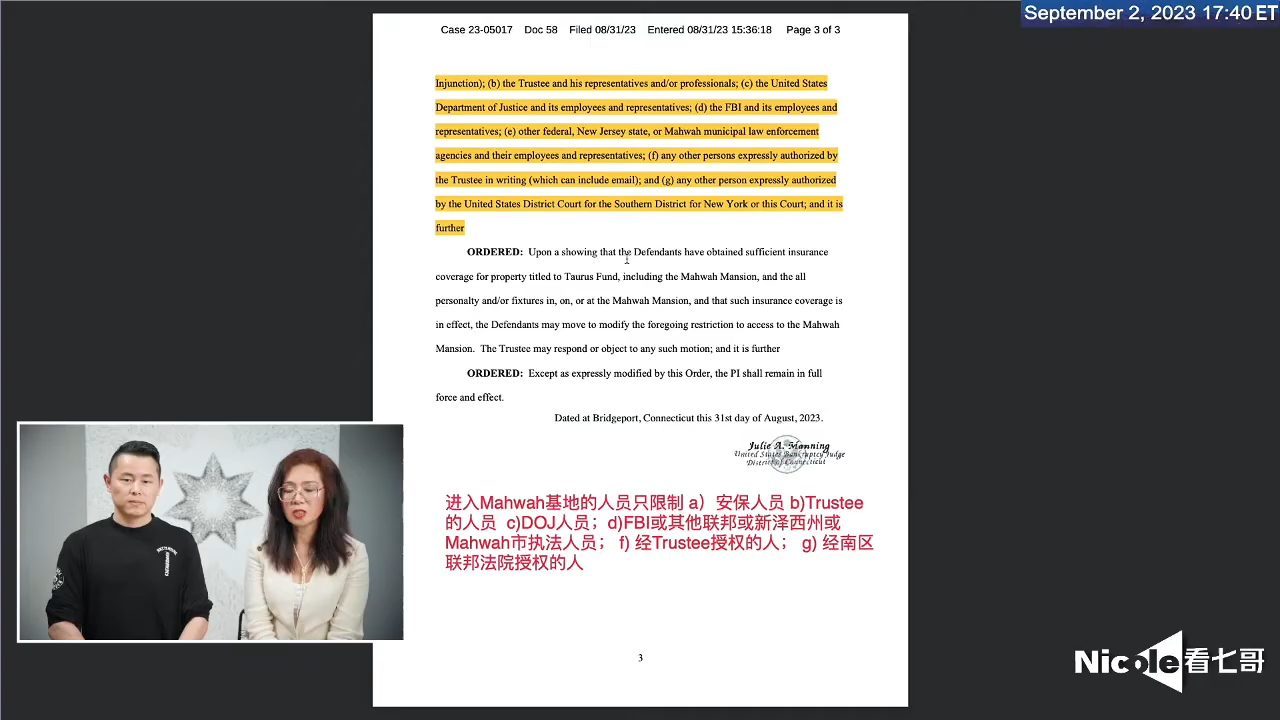 September 2, 2023 17:40 ET
Case 23-05017 Doc 58 Filed 08/31/23 Entered 08/31/23 15:36:18 Page 3 of 3
Injunction); (b) the Trustee and his representatives and/or professionals; (c) the United States
Department of Justice and its employees and representatives; (d) the FBI and its employees and
representatives; (e) other federal, New Jersey state, or Mahwah municipal law enforcement
agencies and their employees and representatives; (f) any other persons expressly authorized by
the Trustee in writing (which can include email); and (g) any other person expressly authorized
by the United States District Court for the Southern District for New York or this Court; and it is
further
ORDERED: Upon a showing that the Defendants have obtained sufficient insurance
coverage for property titled to Taurus Fund, including the Mahwah Mansion, and the all
personalty and/or fixtures in, on, or at the Mahwah Mansion, and that such insurance coverage is
in effect, the Defendants may move to modify the foregoing restriction to access to the Mahwah
Mansion. The Trustee may respond or object to any such motion; and it is further
ORDERED: Except as expressly modified by this Order, the PI shall remain in full
force and effect.
Dated at Bridgeport, Connecticut this 31st day of August, 2023.
Julie A. Manning
United States Bankruptcy Judge
District of Connecticut
进入Mahwah基地的人员只限制 a）安保人员 b)Trustee
的人员 c)DOJ人员；d)FBI或其他联邦或新泽西州或
Mahwah市执法人员； f) 经Trustee授权的人； g) 经南区
联邦法院授权的人
3
Nicole看七哥